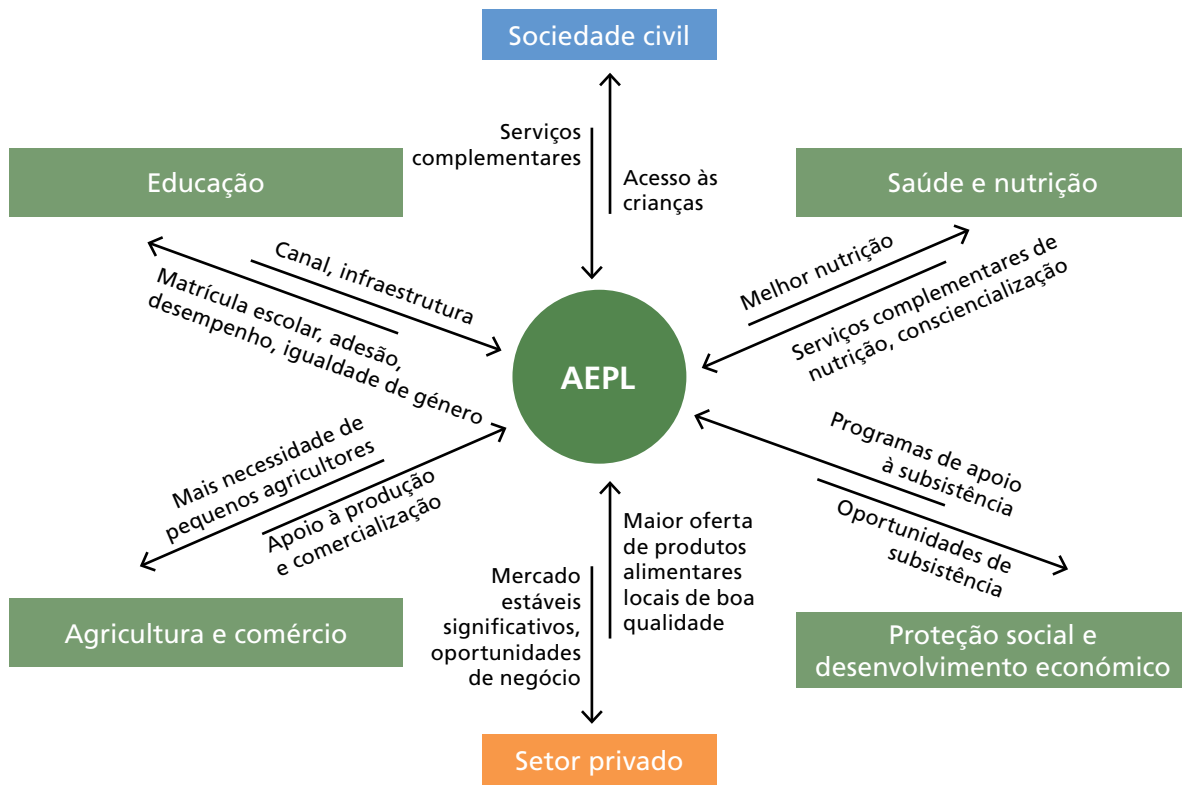 Sociedade civil
Serviços
complementares
Acesso às
crianças
Educação
Saúde e nutrição
Canal, infraestrutura
Matrícula escolar, adesão,
desempenho, igualdade de género
Melhor nutrição
Serviços complementares de
nutrição, consciencialização
AEPL
Mais necessidade de
pequenos agricultores
Apoio à produção
e comercialização
Programas de apoio
à subsistência
Oportunidades de
subsistência
Maior oferta
de produtos
alimentares
locais de boa
qualidade
Mercado
estáveis
significativos,
oportunidades
de negócio
Agricultura e comércio
Proteção social e
desenvolvimento económico
Setor privado